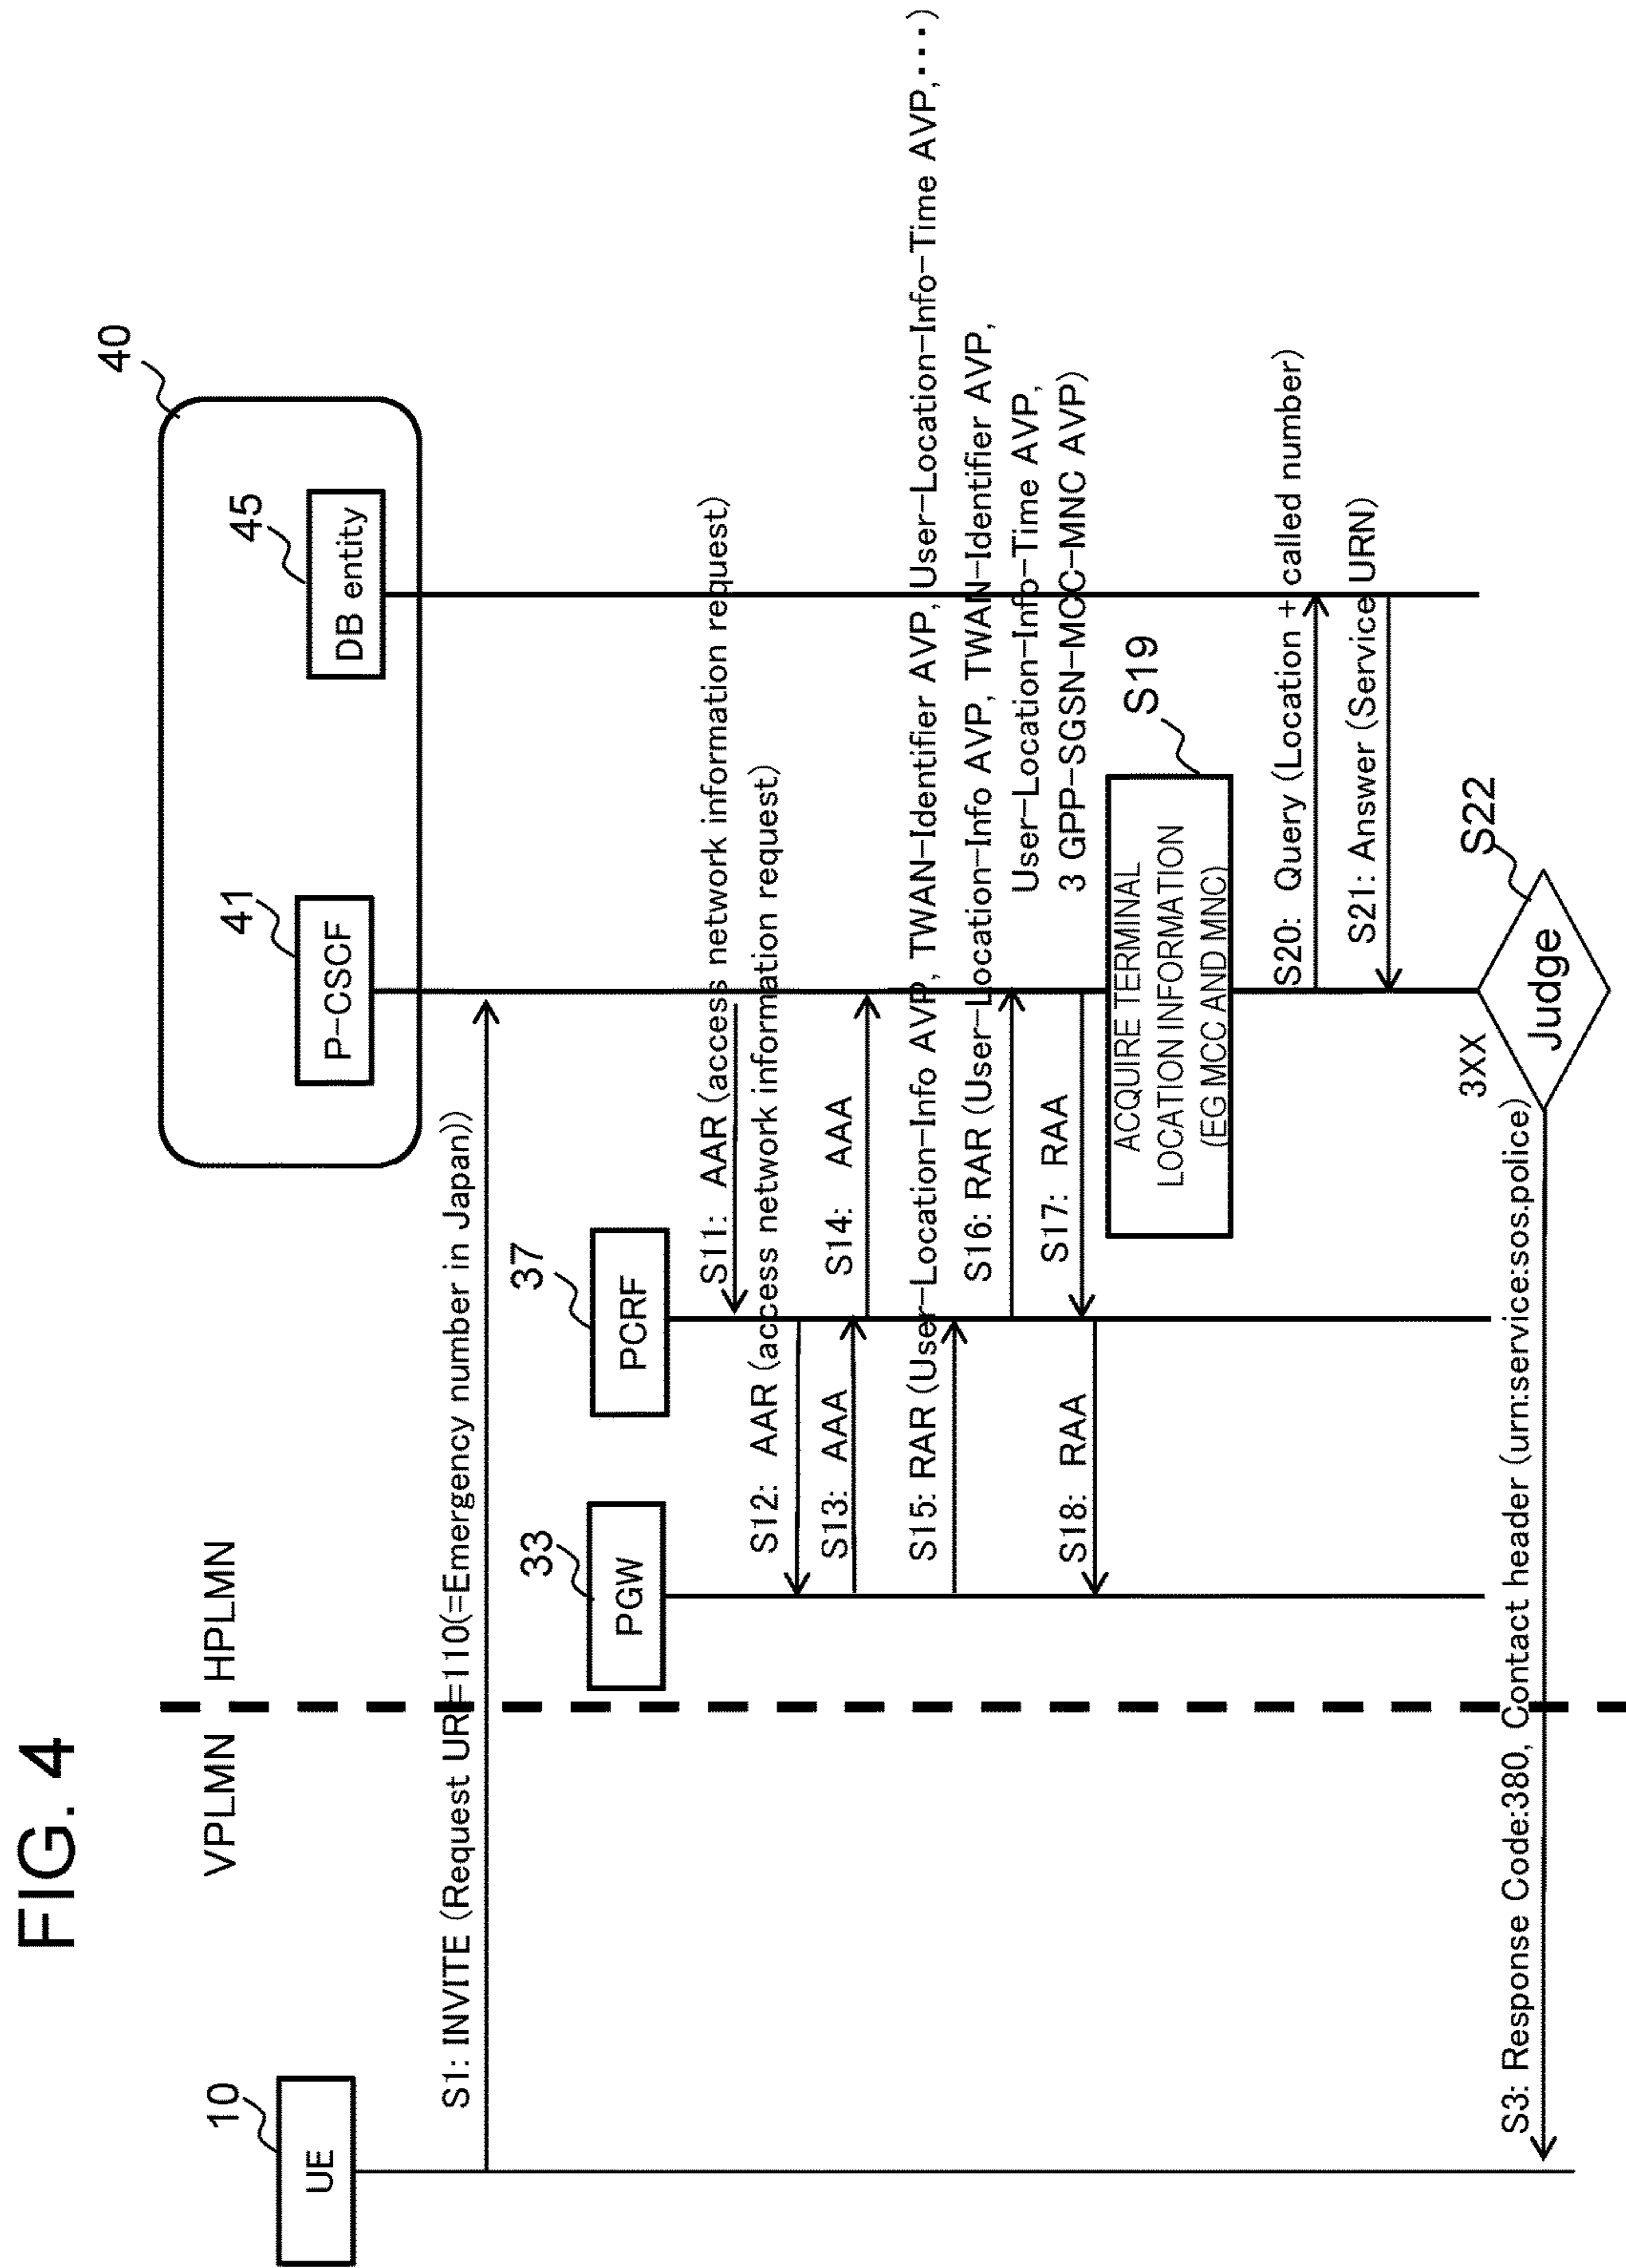 FIG. 4
VPLMN
HPLMN
40
10
UE
33
PGW
37
PCRF
41
P-CSCF
45
DB entity
S1: INVITE (Request URI=110(=Emergency number in Japan))
S11: AAR (access network information request)
S12: AAR (access network information request)
S13: AAA
S14: AAA
S15: RAR (User-Location-Info AVP, TWAN-Identifier AVP, User-Location-Info-Time AVP,･･･)
S16: RAR (User-Location-Info AVP, TWAN-Identifier AVP,
User-Location-Info-Time AVP,
3 GPP-SGSN-MCC-MNC AVP)
S17: RAA
S18: RAA
S19
ACQUIRE TERMINAL
LOCATION INFORMATION
(EG MCC AND MNC)
S20: Query (Location + called number)
S21: Answer (Service URN)
S22
Judge
3XX
S3: Response Code:380, Contact header (urn:service:sos.police)